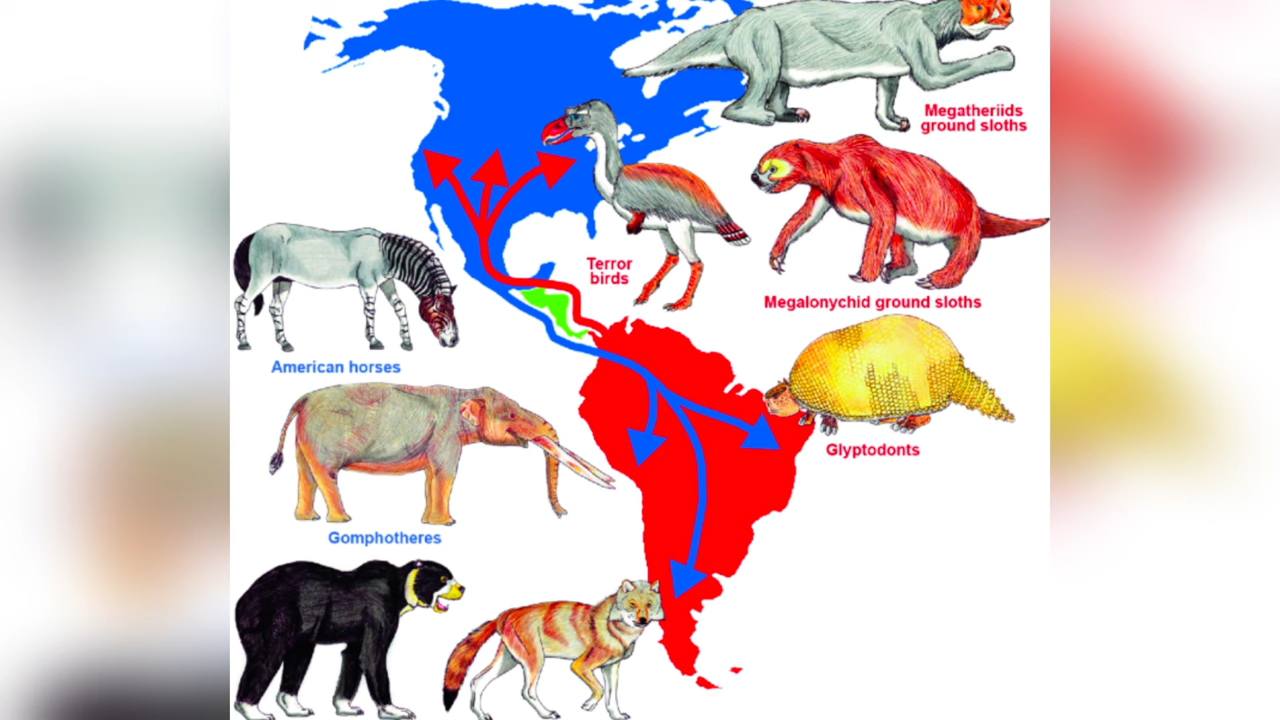 Megatheriids
ground sloths
Terror
birds
Megalonychid ground sloths
American horses
Glyptodonts
Gomphotheres